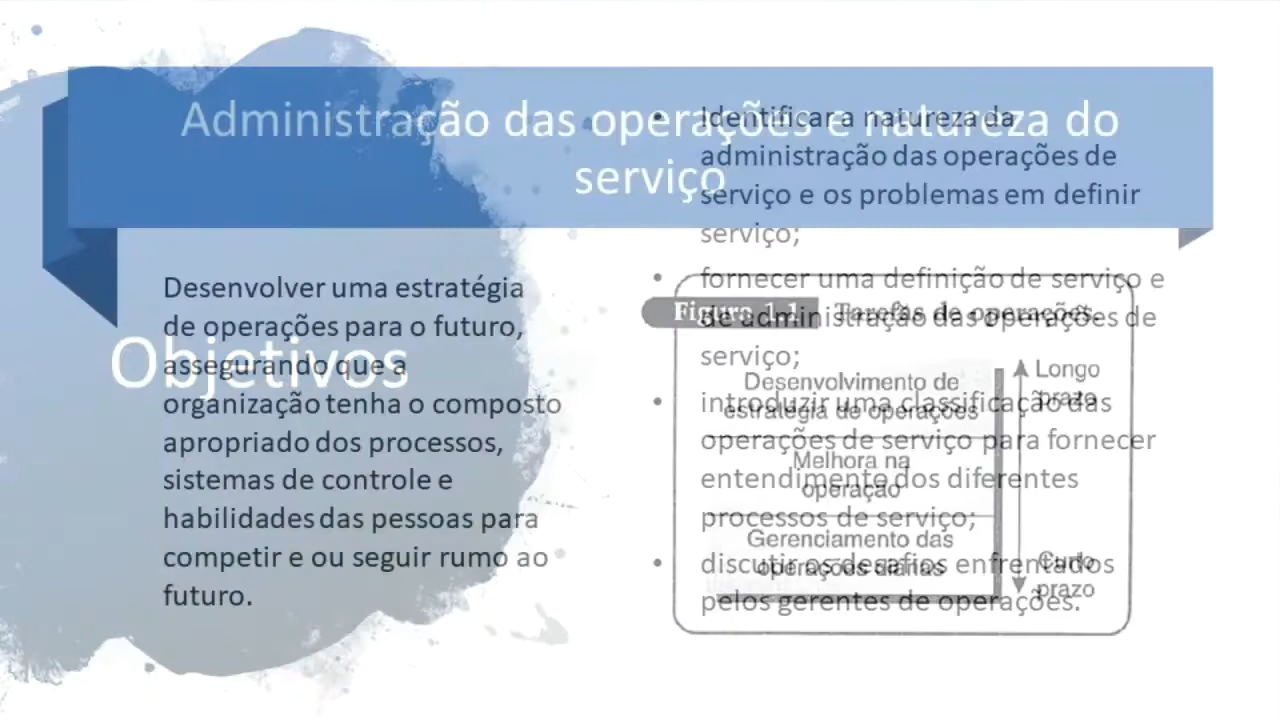 Administração das operações e natureza do
serviço
Desenvolver uma estratégia
de operações para o futuro,
assegurando que a
organização tenha o composto
apropriado dos processos,
sistemas de controle e
habilidades das pessoas para
competir e ou seguir rumo ao
futuro.
Objetivos
• Identificar a natureza da
administração das operações de
serviço e os problemas em definir
serviço;
• fornecer uma definição de serviço e
de administração das operações de
serviço;
• introduzir uma classificação das
operações de serviço para fornecer
entendimento dos diferentes
processos de serviço;
• discutir os desafios enfrentados
pelos gerentes de operações.
Figura 1.1 Tarefas de operações.
Desenvolvimento de
estratégia de operações
Melhora na
operação
Gerenciamento das
operações diárias
Longo
prazo
Curto
prazo